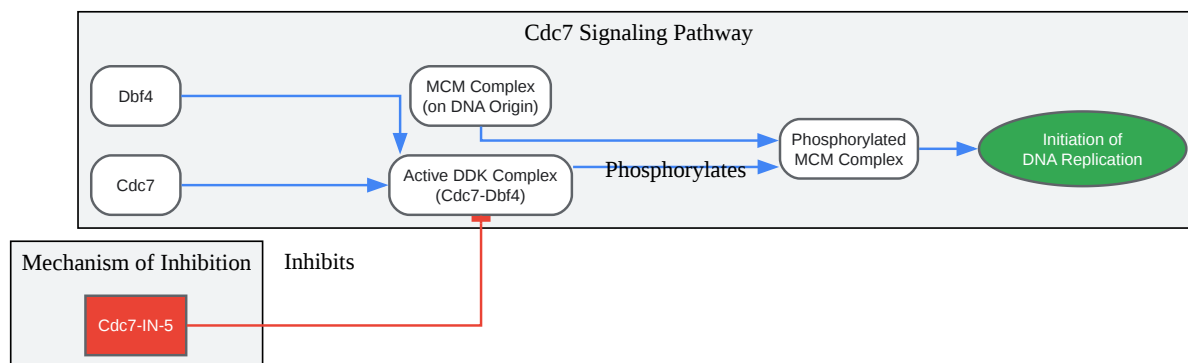 Cdc7 Signaling Pathway
Dbf4
MCM Complex
(on DNA Origin)
Phosphorylated
MCM Complex
Initiation of
DNA Replication
Cdc7
Active DDK Complex
(Cdc7-Dbf4)
Phosphorylates
Mechanism of Inhibition
Inhibits
Cdc7-IN-5